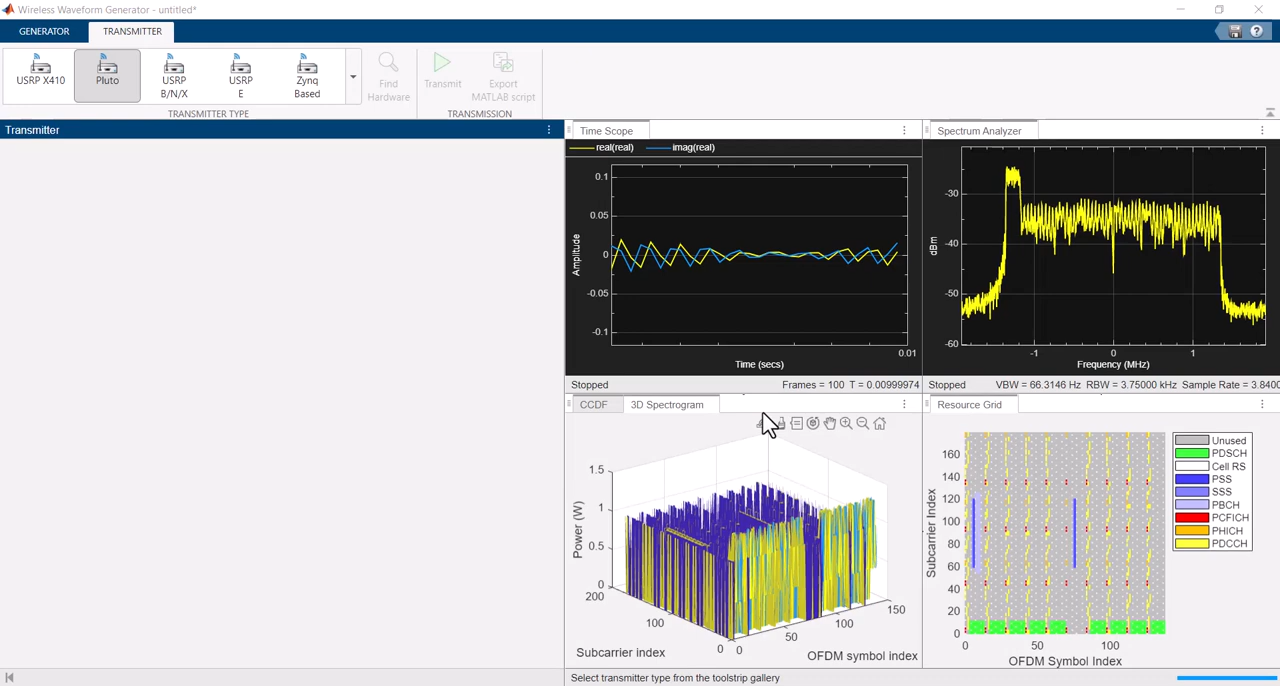 Wireless Waveform Generator - untitled*
GENERATOR
TRANSMITTER
USRP X410
Pluto
USRP
B/N/X
USRP
E
Zynq
Based
Find
Hardware
Transmit
Export
MATLAB script
TRANSMITTER TYPE
TRANSMISSION
Transmitter
Time Scope
real(real)
imag(real)
0.1
0.05
0
-0.05
-0.1
Amplitude
0.01
Time (secs)
Stopped
Frames = 100 T = 0.00999974
Spectrum Analyzer
-30
-40
-50
-60
dBm
-1
0
1
Frequency (MHz)
Stopped
VBW = 66.3146 Hz RBW = 3.75000 kHz Sample Rate = 3.8400
CCDF
3D Spectrogram
1.5
1
0.5
0
Power (W)
200
100
0
Subcarrier index
0
50
100
150
OFDM symbol index
Resource Grid
160
140
120
100
80
60
40
20
0
Subcarrier Index
0
50
100
OFDM Symbol Index
Unused
PDSCH
Cell RS
PSS
SSS
PBCH
PCFICH
PHICH
PDCCH
Select transmitter type from the toolstrip gallery